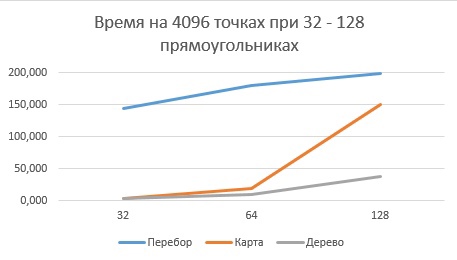 Время на 4096 точках при 32 - 128
прямоугольниках
200,000
150,000
100,000
50,000
0,000
32 64 128
Перебор Карта Дерево